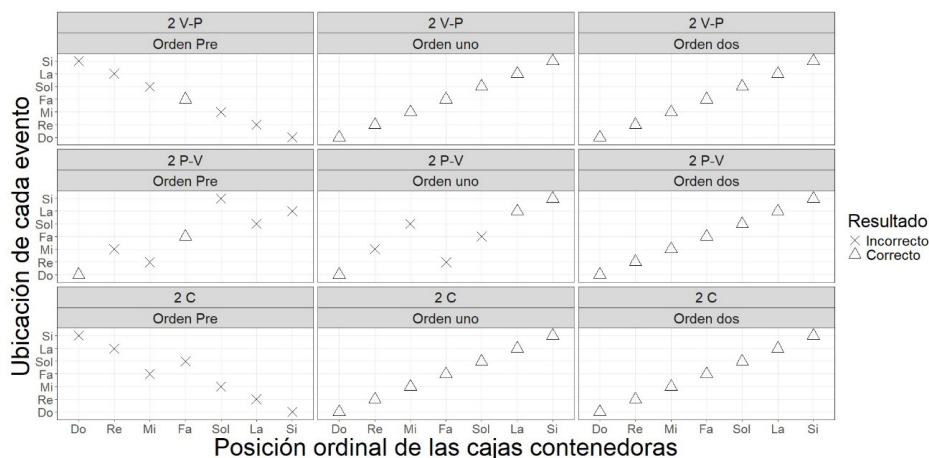 2 V-P
2 V-P
2 V-P
Orden Pre
Orden uno
Orden dos
Si
La
Sol
Fa
Mi
Re
Do
2 P-V
2 P-V
2 P-V
Orden Pre
Orden uno
Orden dos
Si
La
Sol
Fa
Mi
Re
Do
2 C
2 C
2 C
Orden Pre
Orden uno
Orden dos
Si
La
Sol
Fa
Mi
Re
Do
Do Re Mi Fa Sol La Si
Do Re Mi Fa Sol La Si
Do Re Mi Fa Sol La Si
Posición ordinal de las cajas contenedoras
Ubicación de cada evento
Resultado
Incorrecto
Correcto